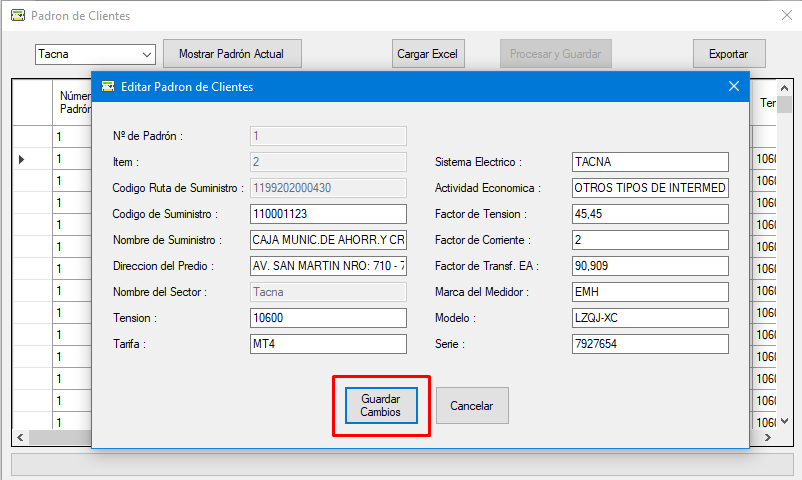 Padron de Clientes
Tacna
Mostrar Padrón Actual
Cargar Excel
Procesar y Guardar
Exportar
Númer
Padrón
Ter
Editar Padron de Clientes
Nº de Padrón : 1
Item : 2
Sistema Electrico : TACNA
Codigo Ruta de Suministro : 1199202000430
Actividad Economica : OTROS TIPOS DE INTERMED
Codigo de Suministro : 110001123
Factor de Tension : 45,45
Nombre de Suministro : CAJA MUNIC.DE AHORR.Y CR
Factor de Corriente : 2
Direccion del Predio : AV. SAN MARTIN NRO: 710 - 7
Factor de Transf. EA : 90,909
Nombre del Sector : Tacna
Marca del Medidor : EMH
Tension : 10600
Modelo : LZQJ-XC
Tarifa : MT4
Serie : 7927654
Guardar
Cambios
Cancelar
1
1 1060
1 1060
1 1060
1 1060
1 1060
1 1060
1 1060
1 1060
1 1060
1 1060
1 1060
1 1060
1 1060